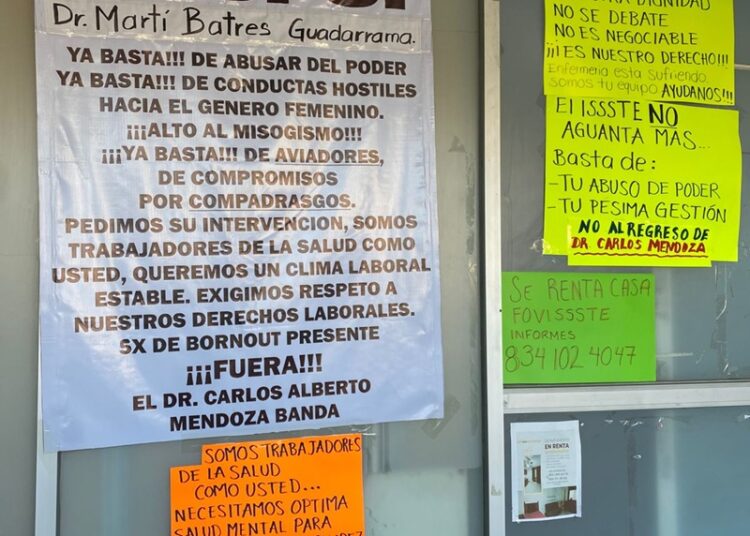 Dr. Martí Batres Guadarrama.
YA BASTA!!! DE ABUSAR DEL PODER
YA BASTA!!! DE CONDUCTAS HOSTILES
HACIA EL GENERO FEMENINO.
¡¡¡ALTO AL MISOGISMO!!!
¡¡¡YA BASTA!!! DE AVIADORES,
DE COMPROMISOS
POR COMPADRASGOS.
PEDIMOS SU INTERVENCION, SOMOS
TRABAJADORES DE LA SALUD COMO
USTED, QUEREMOS UN CLIMA LABORAL
ESTABLE. EXIGIMOS RESPETO A
NUESTROS DERECHOS LABORALES.
SX DE BORNOUT PRESENTE
¡¡¡FUERA!!!
EL DR. CARLOS ALBERTO
MENDOZA BANDA
SOMOS TRABAJADORES
DE LA SALUD
COMO USTED...
NECESITAMOS OPTIMA
SALUD MENTAL PARA
DIGNIDAD
NO SE DEBATE
NO ES NEGOCIABLE
¡¡¡ES NUESTRO DERECHO!!!
Enfermería esta sufriendo.
somos tu equipo AYUDANOS!!!
El ISSSTE NO
AGUANTA MÁS...
Basta de:
-TU ABUSO DE PODER
-TU PESIMA GESTIÓN
NO AL REGRESO DE
DR. CARLOS MENDOZA
SE RENTA CASA
FOVISSSTE
INFORMES
834 102 4047
EN RENTA